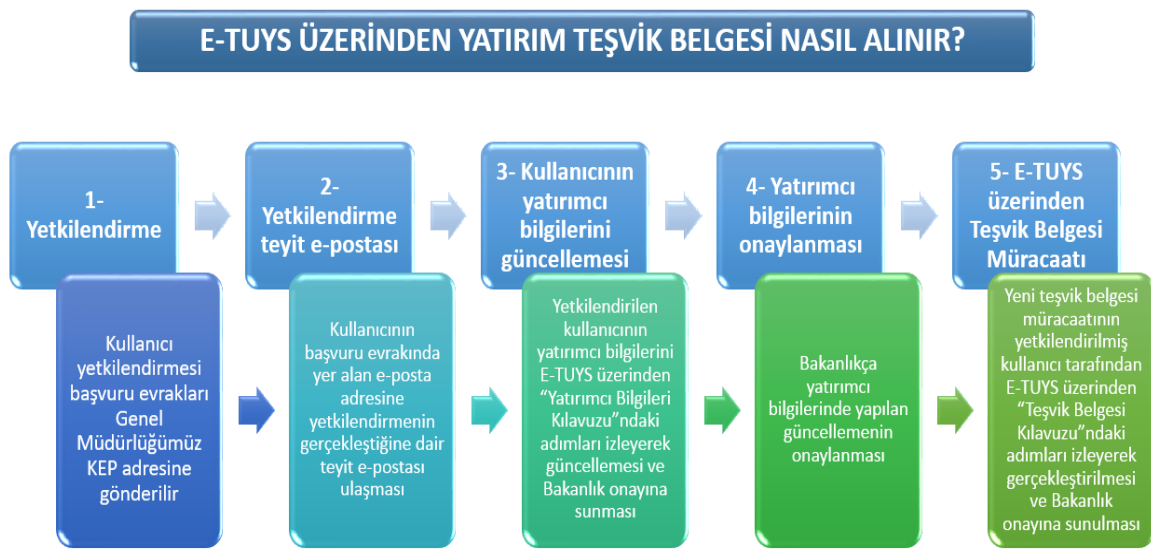 E-TUYS ÜZERİNDEN YATIRIM TEŞVİK BELGESİ NASIL ALINIR?
1-
Yetkilendirme
Kullanıcı
yetkilendirmesi
başvuru evrakları
Genel
Müdürlüğümüz
KEP adresine
gönderilir
2-
Yetkilendirme
teyit e-postası
Kullanıcının
başvuru evrakında
yer alan e-posta
adresine
yetkilendirmenin
gerçekleştiğine dair
teyit e-postası
ulaşması
3- Kullanıcının
yatırımcı
bilgilerini
güncellemesi
Yetkilendirilen
kullanıcının
yatırımcı bilgilerini
E-TUYS üzerinden
“Yatırımcı Bilgileri
Kılavuzu”ndaki
adımları izleyerek
güncellemesi ve
Bakanlık onayına
sunması
4- Yatırımcı
bilgilerinin
onaylanması
Bakanlıkça
yatırımcı
bilgilerinde yapılan
güncellemenin
onaylanması
5- E-TUYS
üzerinden
Teşvik Belgesi
Müracaatı
Yeni teşvik belgesi
müracaatının
yetkilendirilmiş
kullanıcı tarafından
E-TUYS üzerinden
“Teşvik Belgesi
Kılavuzu”ndaki
adımları izleyerek
gerçekleştirilmesi
ve Bakanlık
onayına sunulması